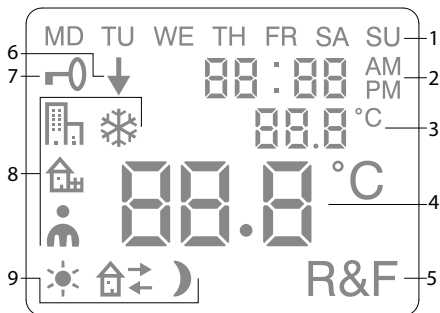 MD TU WE TH FR SA SU 1
6
7 88:88 AM PM 2
88.8 °C 3
8 88.8 °C 4
9 R&F 5